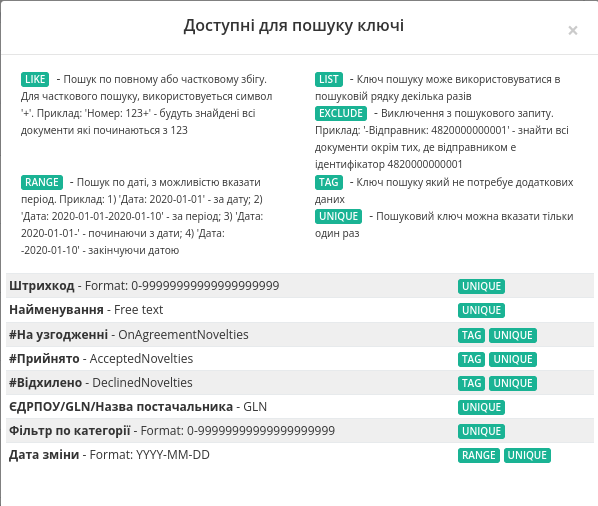 Доступні для пошуку ключі
×
LIKE - Пошук по повному або частковому збігу.
Для часткового пошуку, використовується символ
'+'. Приклад: 'Номер: 123+' - будуть знайдені всі
документи які починаються з 123
LIST - Ключ пошуку може використовуватися в
пошуковій рядку декілька разів
EXCLUDE - Виключення з пошукового запиту.
Приклад: '-Відправник: 4820000000001' - знайти всі
документи окрім тих, де відправником е
ідентифікатор 4820000000001
RANGE - Пошук по даті, з можливістю вказати
період. Приклад: 1) 'Дата: 2020-01-01' - за дату; 2)
'Дата: 2020-01-01-2020-01-10' - за період; 3) 'Дата:
2020-01-01-' - починаючи з дати; 4) 'Дата:
-2020-01-10' - закінчуючи датою
TAG - Ключ пошуку який не потребує додаткових
даних
UNIQUE - Пошуковий ключ можна вказати тільки
один раз
Штрихкод - Format: 0-99999999999999999999 UNIQUE
Найменування - Free text UNIQUE
#На узгодженні - OnAgreementNovelties TAG UNIQUE
#Прийнято - AcceptedNovelties TAG UNIQUE
#Відхилено - DeclinedNovelties TAG UNIQUE
ЄДРПОУ/GLN/Назва постачальника - GLN UNIQUE
Фільтр по категорії - Format: 0-99999999999999999999 UNIQUE
Дата зміни - Format: YYYY-MM-DD RANGE UNIQUE